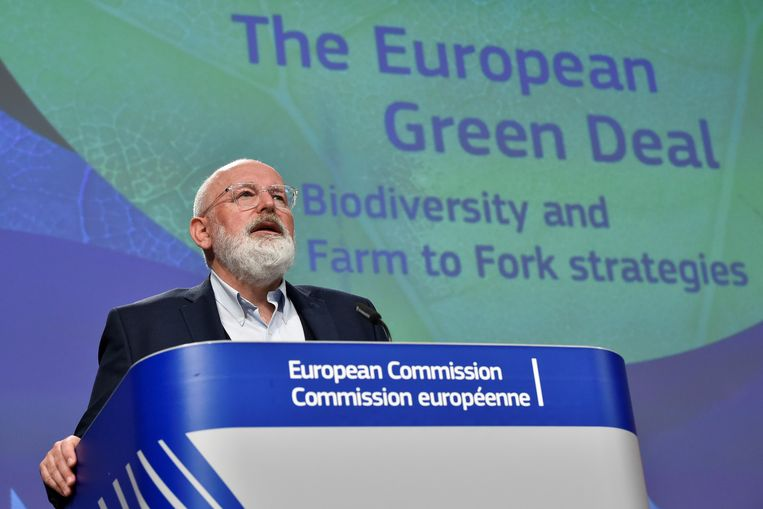 The European
Green Deal
Biodiversity and
Farm to Fork strategies
European Commission
Commission européenne